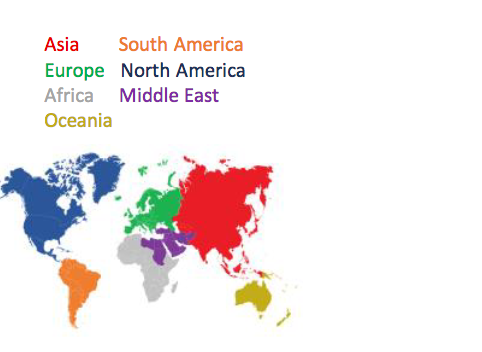 Asia South America
Europe North America
Africa Middle East
Oceania